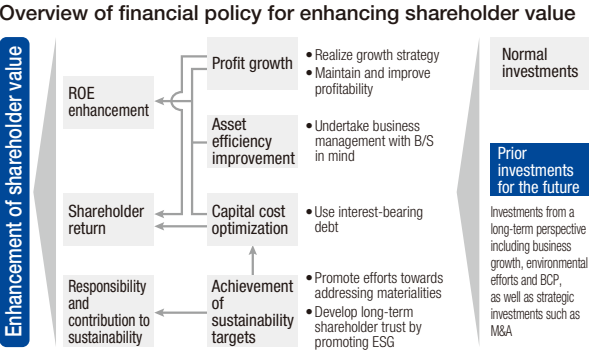 Overview of financial policy for enhancing shareholder value
Enhancement of shareholder value
ROE
enhancement
Shareholder
return
Responsibility
and
contribution to
sustainability
Profit growth
Asset
efficiency
improvement
Capital cost
optimization
Achievement
of
sustainability
targets
• Realize growth strategy
• Maintain and improve
profitability
• Undertake business
management with B/S
in mind
• Use interest-bearing
debt
• Promote efforts towards
addressing materialities
• Develop long-term
shareholder trust by
promoting ESG
Normal
investments
Prior
investments
for the future
Investments from a
long-term perspective
including business
growth, environmental
efforts and BCP,
as well as strategic
investments such as
M&A